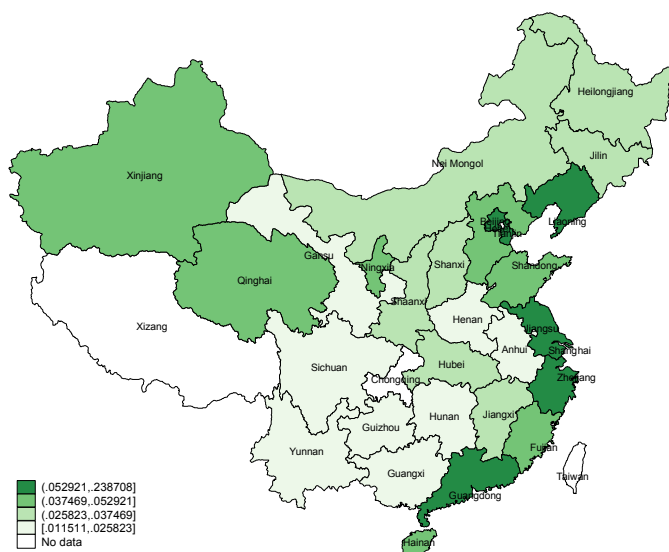 Heilongjiang
Jilin
Nei Mongol
Xinjiang
Liaoning
Beijing
Tianjin
Gansu
Ningxia
Shandong
Qinghai
Shanxi
Shaanxi
Xizang
Henan
Jiangsu
Anhui
Shanghai
Sichuan
Hubei
Chongqing
Zhejiang
Hunan
Jiangxi
Guizhou
Yunnan
Fujian
Guangxi
Taiwan
Guangdong
Hainan
(.052921,.238708]
(.037469,.052921]
(.025823,.037469]
[.011511,.025823]
No data